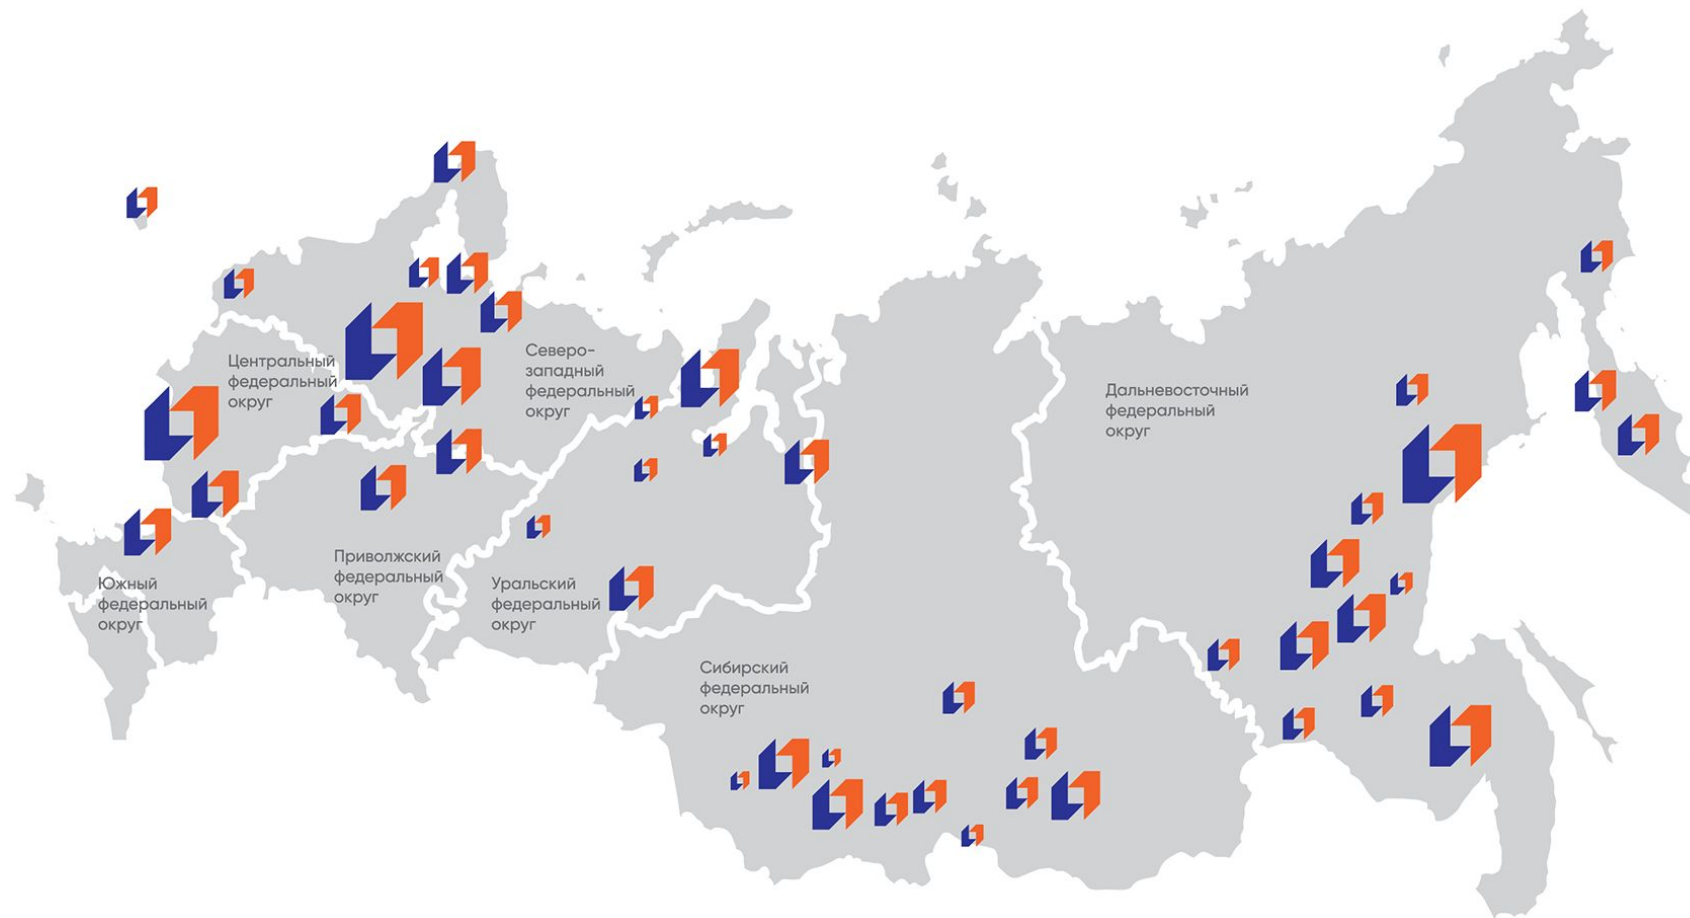 Центральный
федеральный
округ
Северо-
западный
федеральный
округ
Дальневосточный
федеральный
округ
Приволжский
федеральный
округ
Южный
федеральный
округ
Уральский
федеральный
округ
Сибирский
федеральный
округ